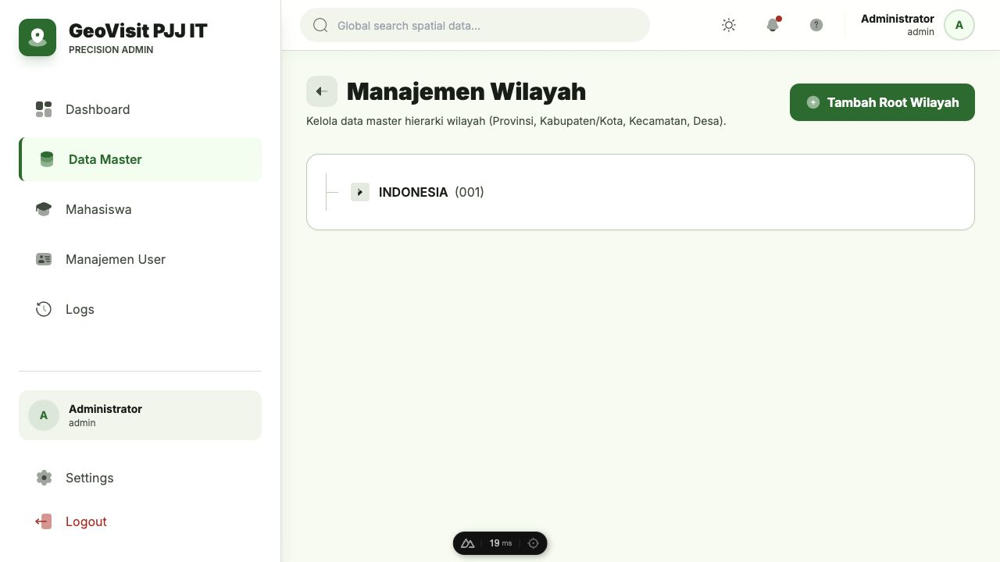 GeoVisit PJJ IT
PRECISION ADMIN
Dashboard
Data Master
Mahasiswa
Manajemen User
Logs
A
Administrator
admin
Settings
Logout
Global search spatial data...
?
Administrator
admin
A
Manajemen Wilayah
Kelola data master hierarki wilayah (Provinsi, Kabupaten/Kota, Kecamatan, Desa).
Tambah Root Wilayah
INDONESIA (001)
19 ms